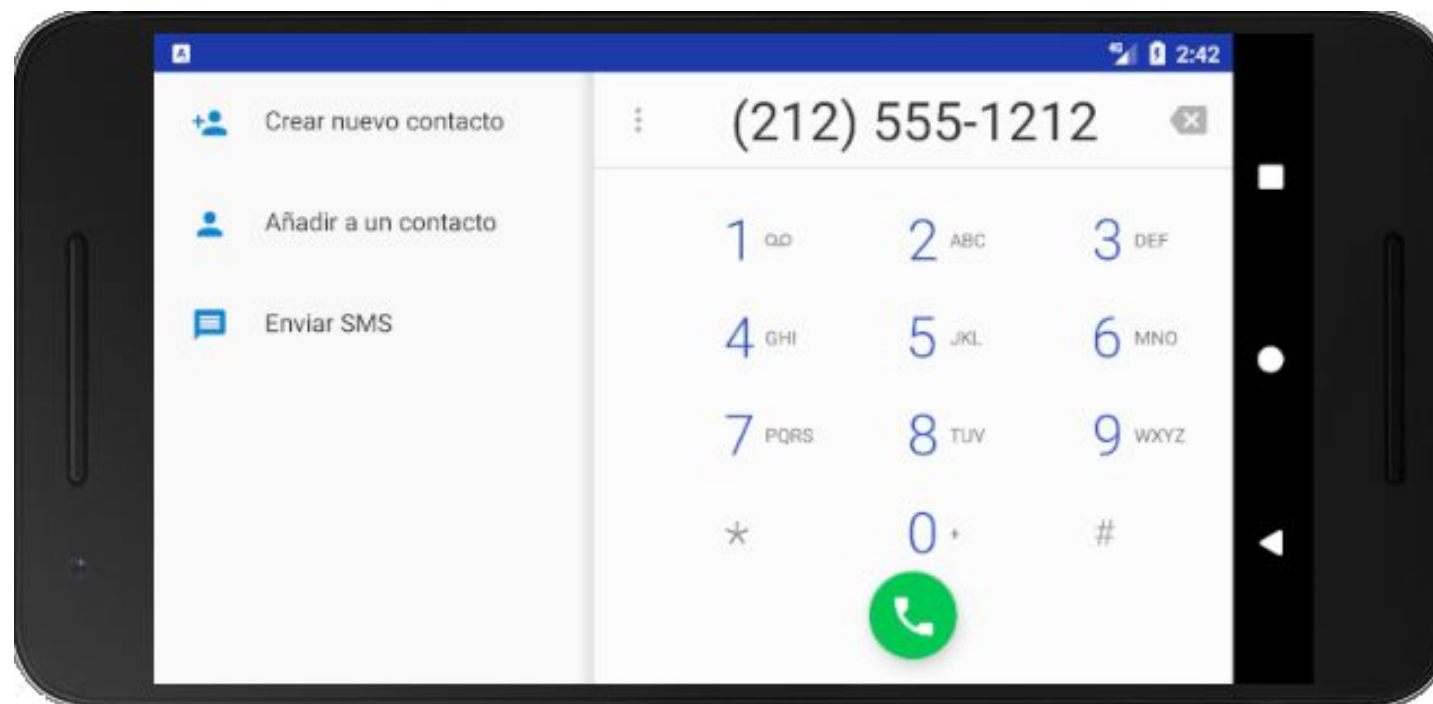 4G 2:42
Crear nuevo contacto
Añadir a un contacto
Enviar SMS
(212) 555-1212
1
2 ABC
3 DEF
4 GHI
5 JKL
6 MNO
7 PQRS
8 TUV
9 WXYZ
*
0 +
#